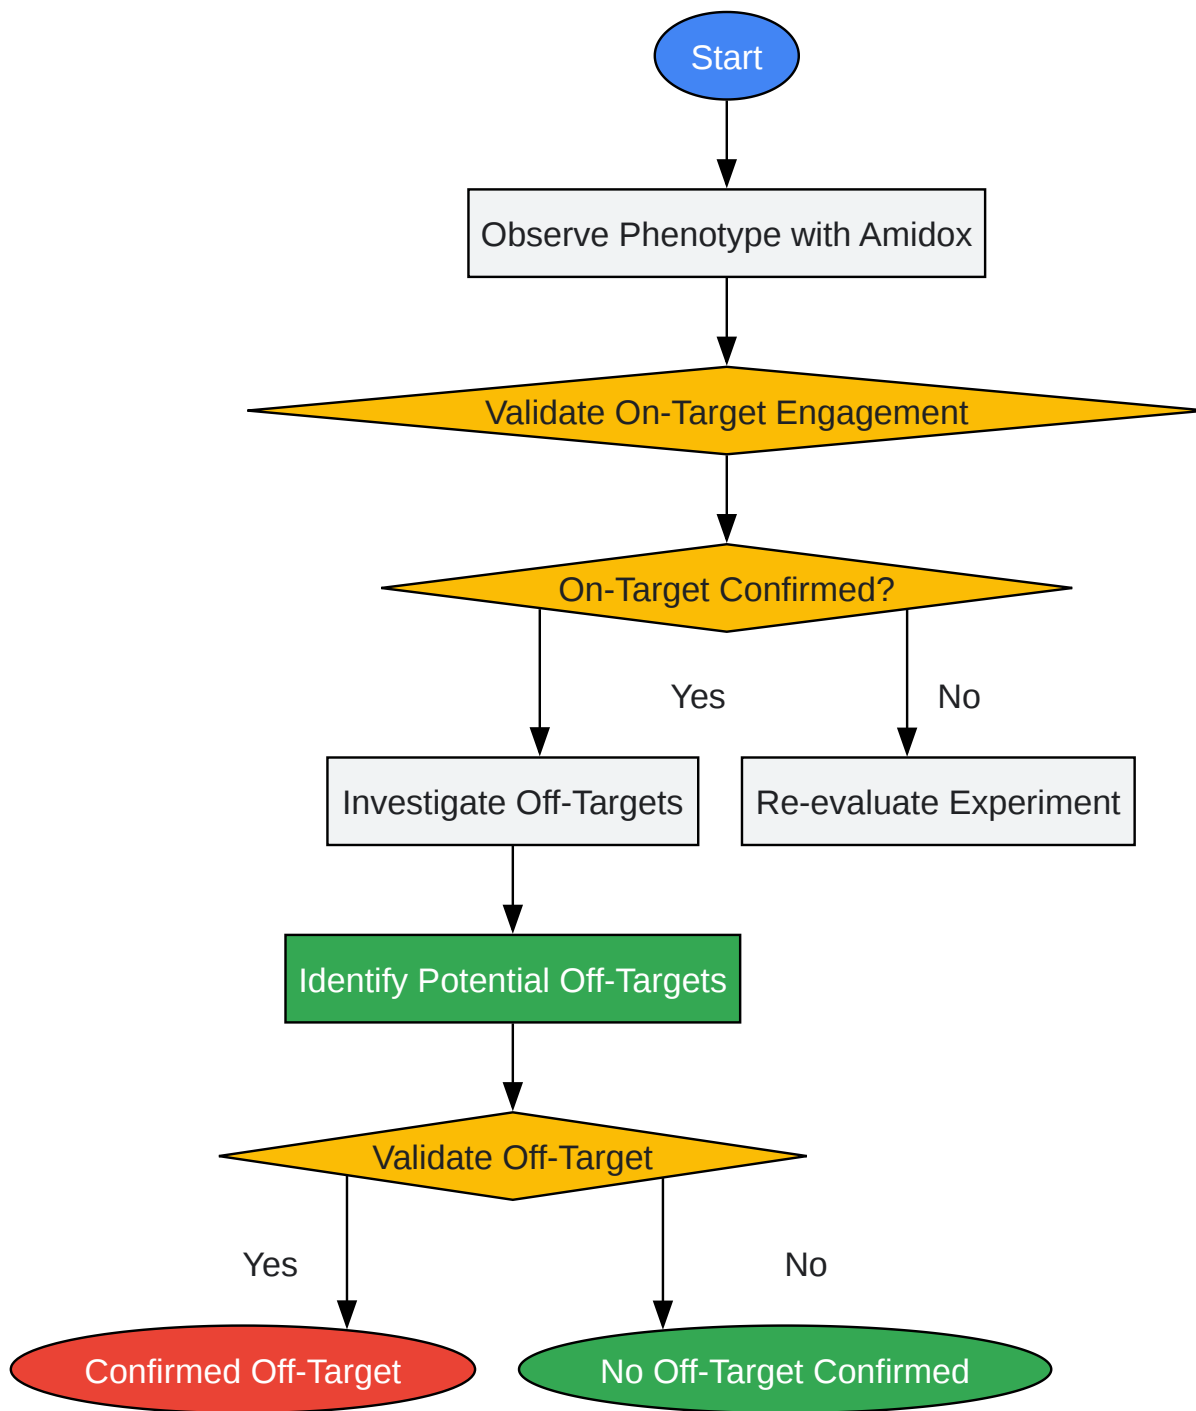 Start
Observe Phenotype with Amidox
Validate On-Target Engagement
On-Target Confirmed?
Yes
No
Investigate Off-Targets
Re-evaluate Experiment
Identify Potential Off-Targets
Validate Off-Target
Yes
No
Confirmed Off-Target
No Off-Target Confirmed